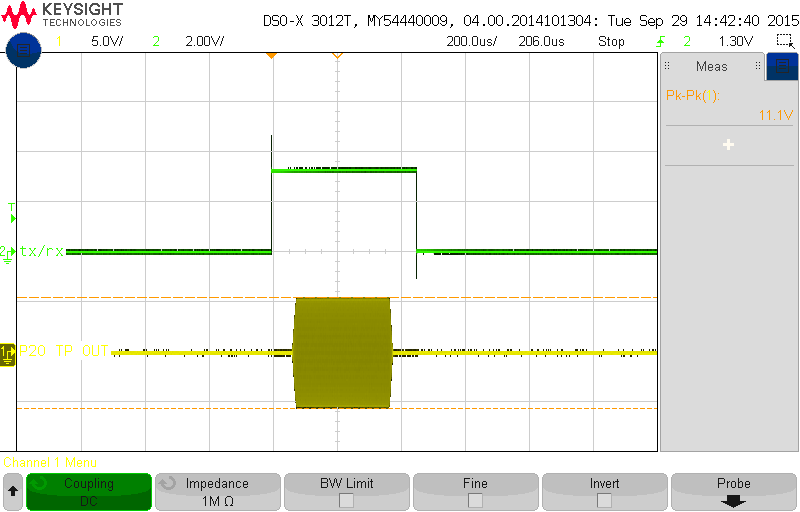 KEYSIGHT
TECHNOLOGIES
DSO-X 3012T, MY54440009, 04.00.2014101304: Tue Sep 29 14:42:40 2015
1 5.0V/ 2 2.00V/ 200.0us/ 206.0us Stop 2 1.30V
Meas
Pk-Pk( ):
11.1V
T
2 tx/rx
1 P20 TP OUT
Channel 1 Menu
Coupling
DC
Impedance
1M Ω
BW Limit
Fine
Invert
Probe